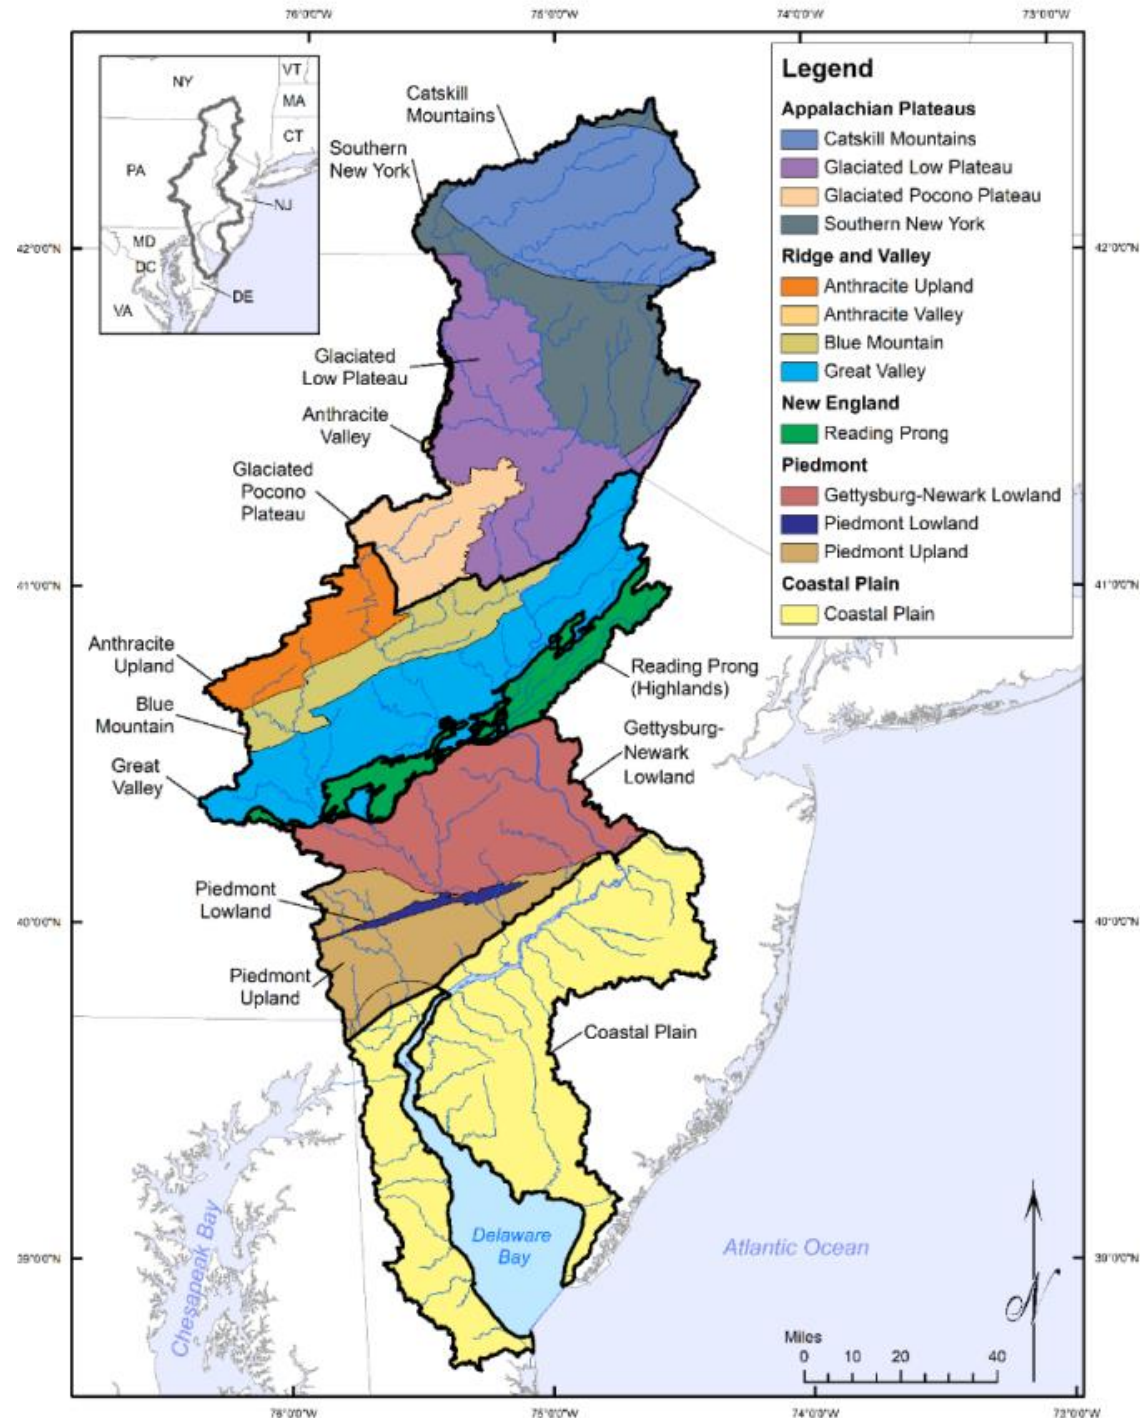 76°0'0"W
75°0'0"W
74°0'0"W
73°0'0"W
NY
VT
MA
CT
PA
NJ
MD
DC
DE
VA
Legend
Appalachian Plateaus
Catskill Mountains
Glaciated Low Plateau
Glaciated Pocono Plateau
Southern New York
Ridge and Valley
Anthracite Upland
Anthracite Valley
Blue Mountain
Great Valley
New England
Reading Prong
Piedmont
Gettysburg-Newark Lowland
Piedmont Lowland
Piedmont Upland
Coastal Plain
Coastal Plain
Catskill
Mountains
Southern
New York
42°0'0"N
42°0'0"N
Glaciated
Low Plateau
Anthracite
Valley
Glaciated
Pocono
Plateau
41°0'0"N
41°0'0"N
Anthracite
Upland
Reading Prong
(Highlands)
Blue
Mountain
Gettysburg-
Newark
Lowland
Great
Valley
Piedmont
Lowland
40°0'0"N
40°0'0"N
Piedmont
Upland
Coastal Plain
Delaware
Bay
Chesapeak Bay
Atlantic Ocean
39°0'0"N
39°0'0"N
N
Miles
0 10 20 40
76°0'0"W
75°0'0"W
74°0'0"W
73°0'0"W